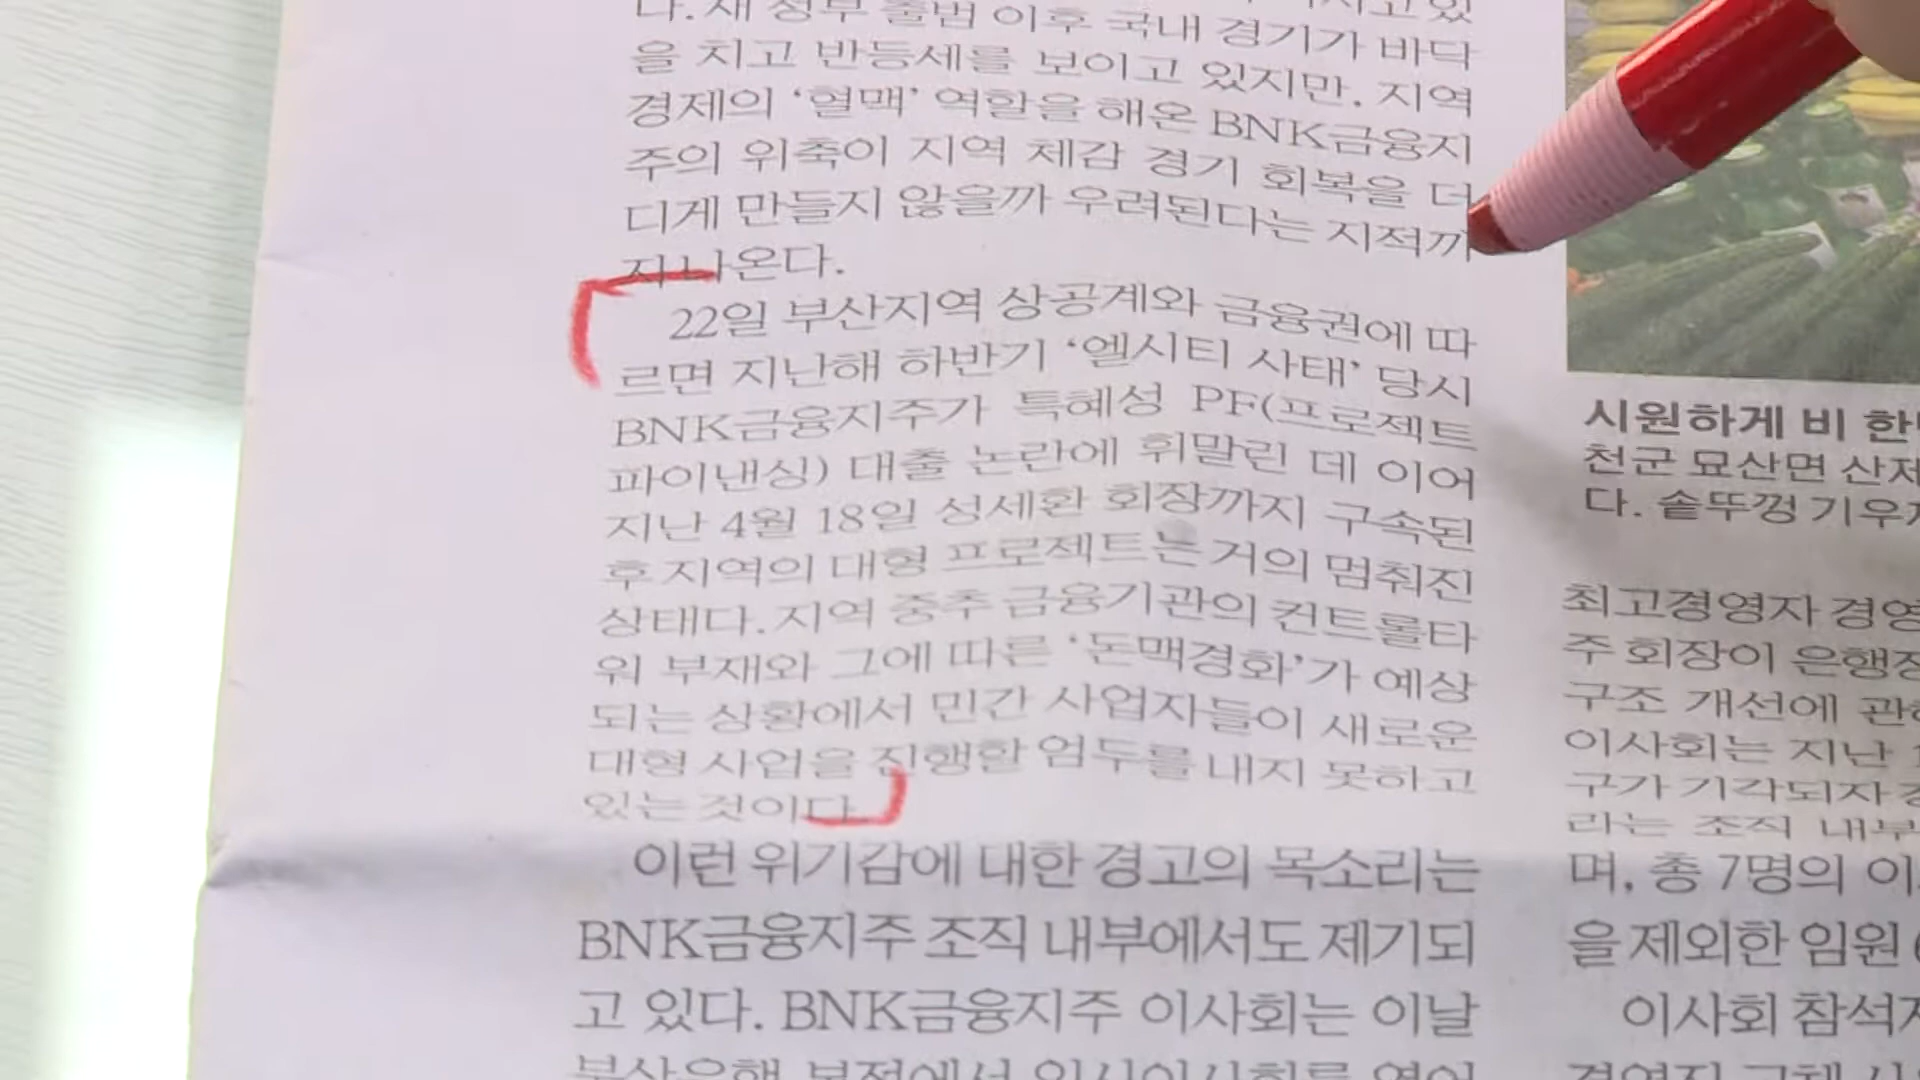 다. 새 정부 출범 이후 국내 경기가 바닥
을 치고 반등세를 보이고 있지만, 지역
경제의 ‘혈맥’ 역할을 해온 BNK금융지
주의 위축이 지역 체감 경기 회복을 더
디게 만들지 않을까 우려된다는 지적까
지 나온다.
22일 부산지역 상공계와 금융권에 따
르면 지난해 하반기 ‘엘시티 사태’ 당시
BNK금융지주가 특혜성 PF(프로젝트
파이낸싱) 대출 논란에 휘말린 데 이어
지난 4월 18일 성세환 회장까지 구속된
후 지역의 대형 프로젝트는 거의 멈춰진
상태다. 지역 중추 금융기관의 컨트롤타
워 부재와 그에 따른 ‘돈맥경화’가 예상
되는 상황에서 민간 사업자들이 새로운
대형 사업을 진행할 엄두를 내지 못하고
있는 것이다.
이런 위기감에 대한 경고의 목소리는
BNK금융지주 조직 내부에서도 제기되
고 있다. BNK금융지주 이사회는 이날
시원하게 비
천군 묘산면
다. 솥뚜껑
최고경영자
주 회장이
구조 개선에
이사회는 지난
구가 기각되자
라는 조직
며, 총 7명의
을 제외한 임원
이사회